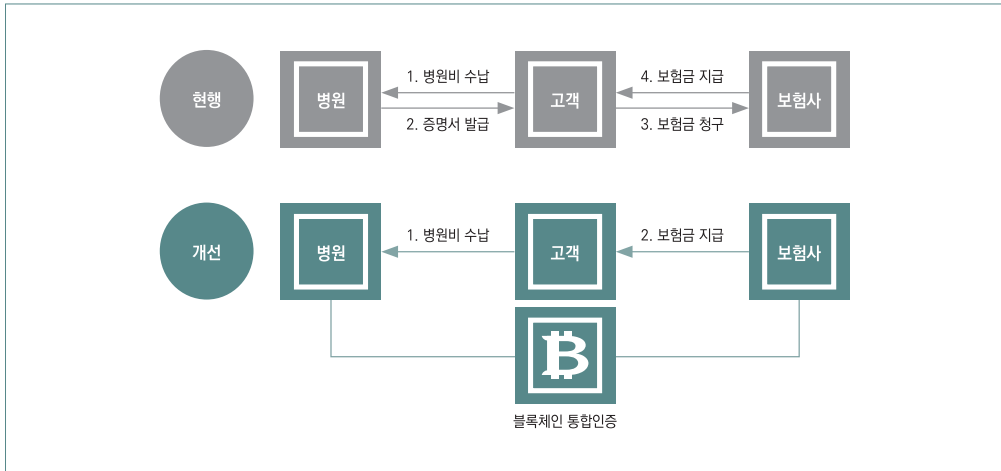 현행
병원
1. 병원비 수납
2. 증명서 발급
고객
4. 보험금 지급
3. 보험금 청구
보험사
개선
병원
1. 병원비 수납
고객
2. 보험금 지급
보험사
블록체인 통합인증